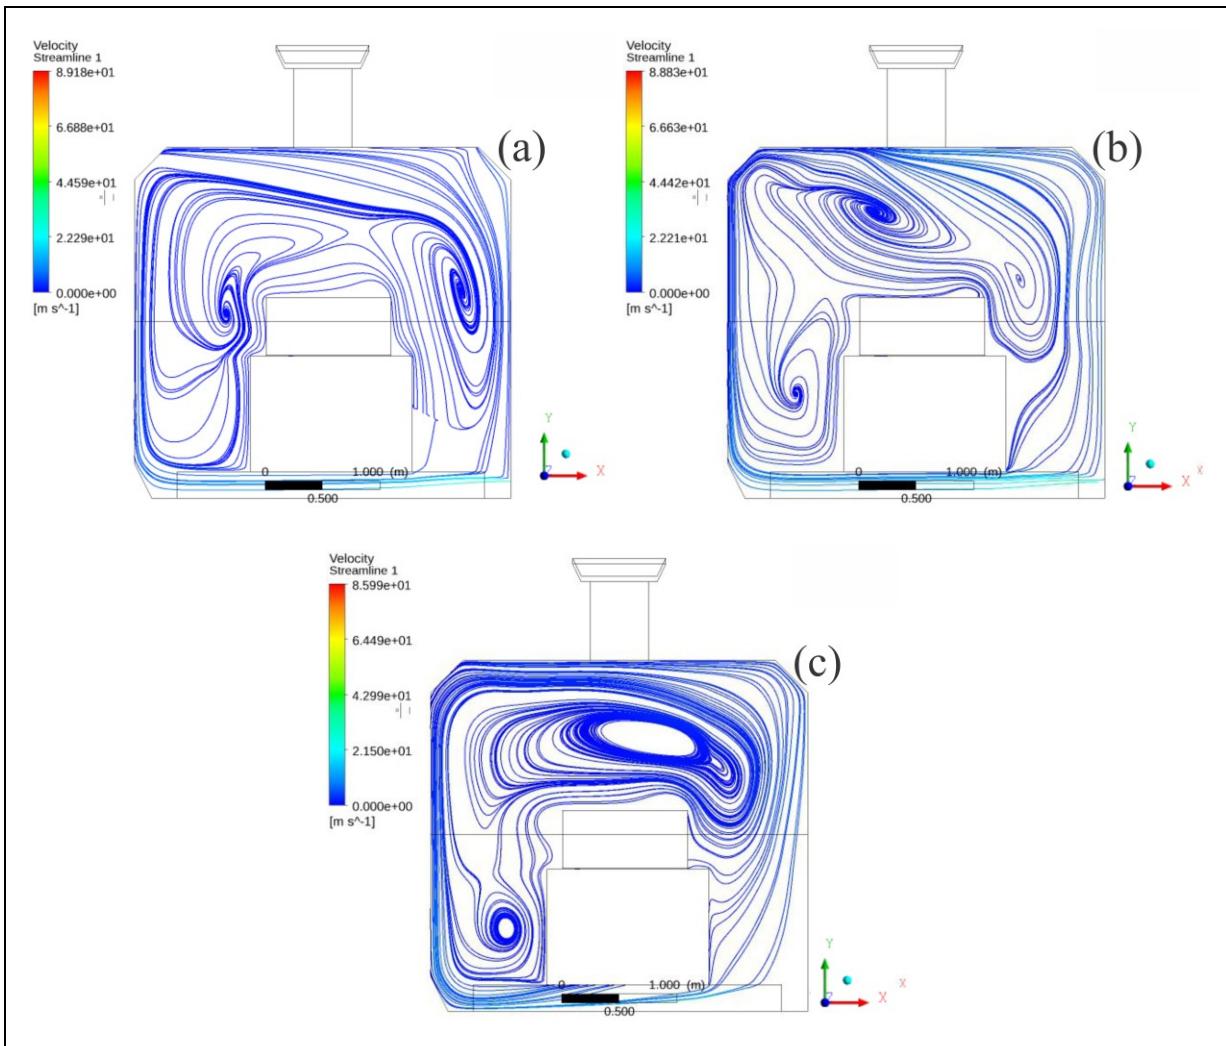 Velocity
Streamline 1
8.918e+01
6.688e+01
4.459e+01
2.229e+01
0.000e+00
[m s^-1]
(a)
0 1.000 (m)
0.500
Y
Z X
Velocity
Streamline 1
8.883e+01
6.663e+01
4.442e+01
2.221e+01
0.000e+00
[m s^-1]
(b)
0 1.000 (m)
0.500
Y
Z X
Velocity
Streamline 1
8.599e+01
6.449e+01
4.299e+01
2.150e+01
0.000e+00
[m s^-1]
(c)
0 1.000 (m)
0.500
Y
Z X
X